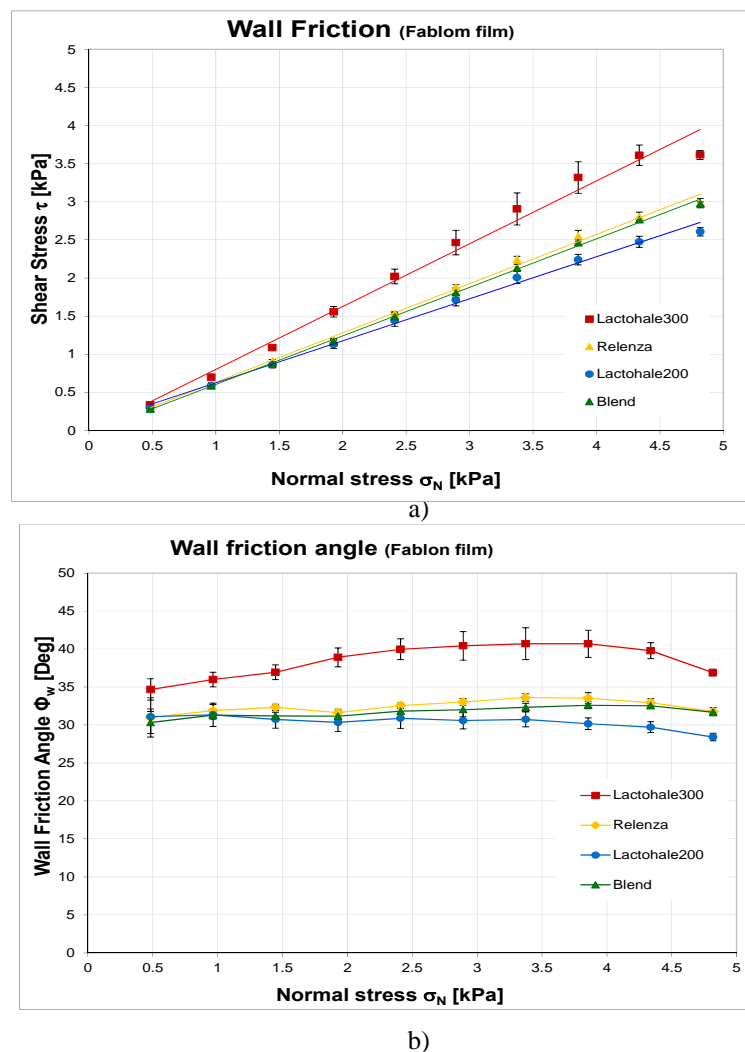 Wall Friction (Fablom film)
5
4.5
4
3.5
3
2.5
2
1.5
1
0.5
0
Shear Stress τ [kPa]
Lactohale300
Relenza
Lactohale200
Blend
0 0.5 1 1.5 2 2.5 3 3.5 4 4.5 5
Normal stress σN [kPa]
a)
Wall friction angle (Fablon film)
50
45
40
35
30
25
20
15
10
5
0
Wall Friction Angle Φw [Deg]
Lactohale300
Relenza
Lactohale200
Blend
0 0.5 1 1.5 2 2.5 3 3.5 4 4.5 5
Normal stress σN [kPa]
b)